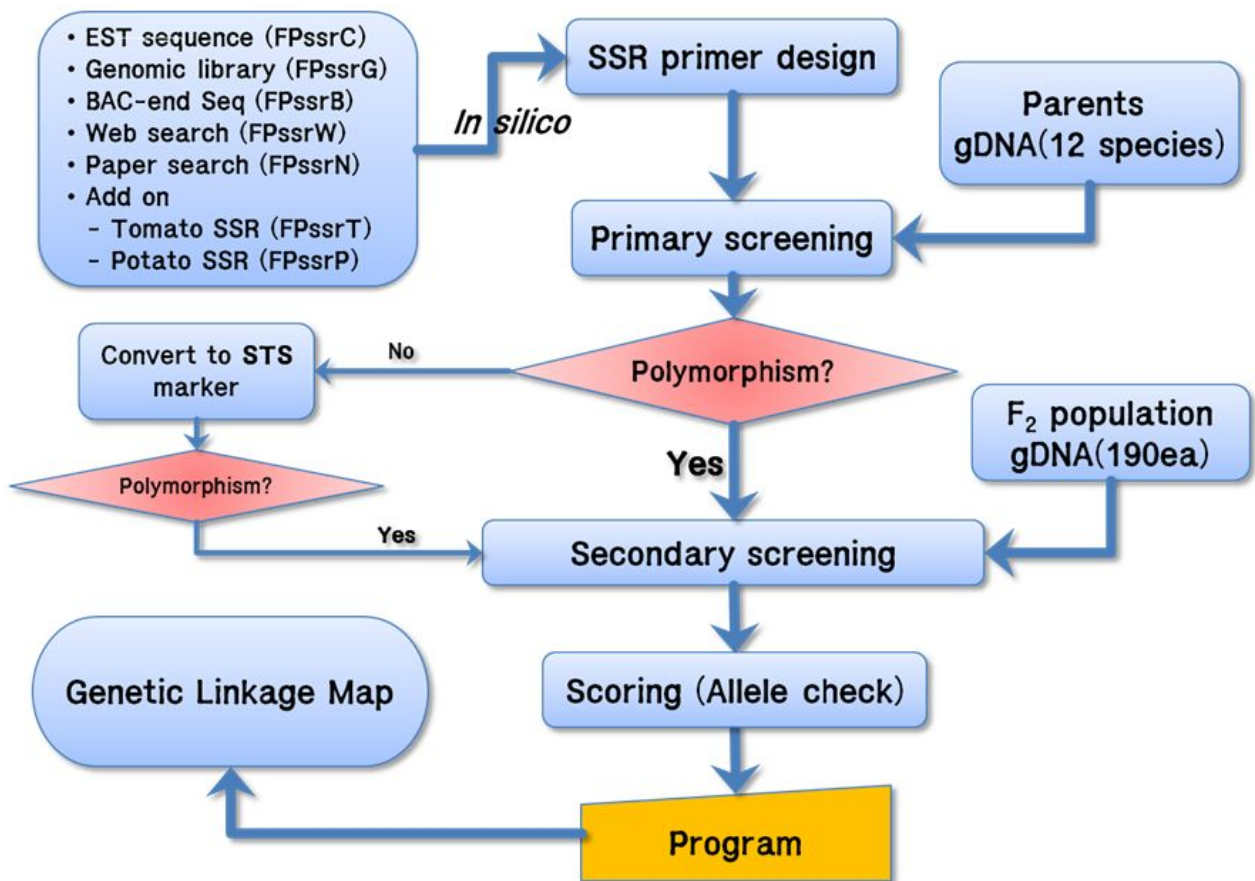 • EST sequence (FPssrC)
• Genomic library (FPssrG)
• BAC-end Seq (FPssrB)
• Web search (FPssrW)
• Paper search (FPssrN)
• Add on
– Tomato SSR (FPssrT)
– Potato SSR (FPssrP)
In silico
SSR primer design
Parents
gDNA(12 species)
Primary screening
Polymorphism?
No
Convert to STS
marker
Polymorphism?
Yes
Yes
F₂ population
gDNA(190ea)
Secondary screening
Scoring (Allele check)
Program
Genetic Linkage Map